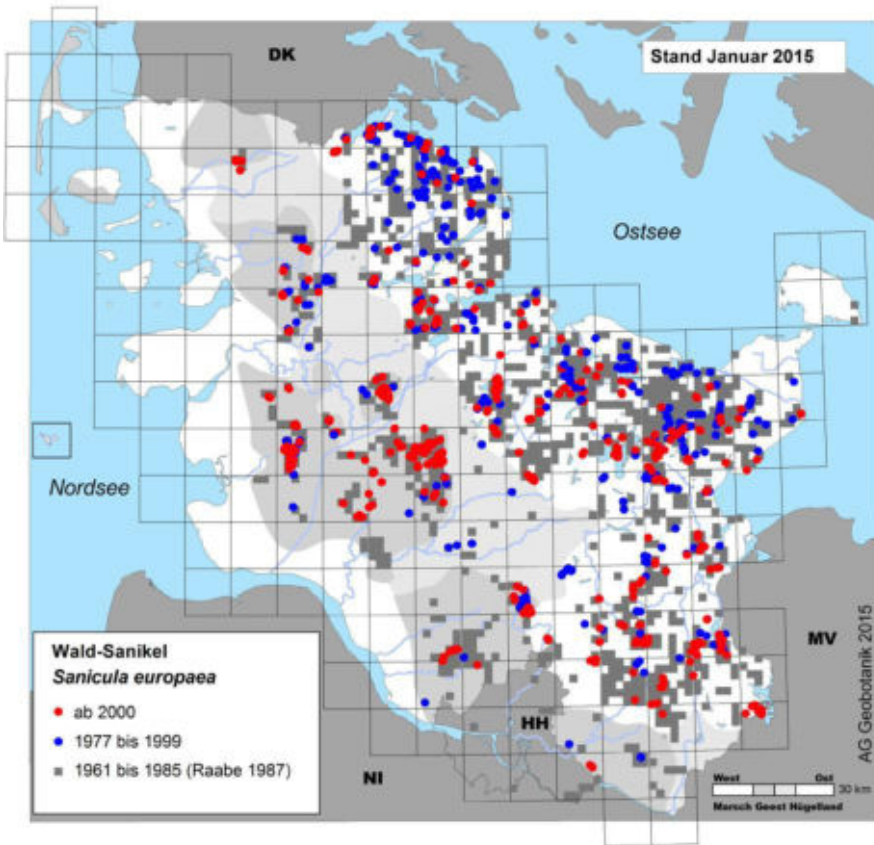 DK
Stand Januar 2015
Ostsee
Nordsee
Wald-Sanikel
Sanicula europaea
ab 2000
1977 bis 1999
1961 bis 1985 (Raabe 1987)
MV
HH
NI
AG Geobotanik 2015
West Ost
30 km
Marsch Geest Hügelland